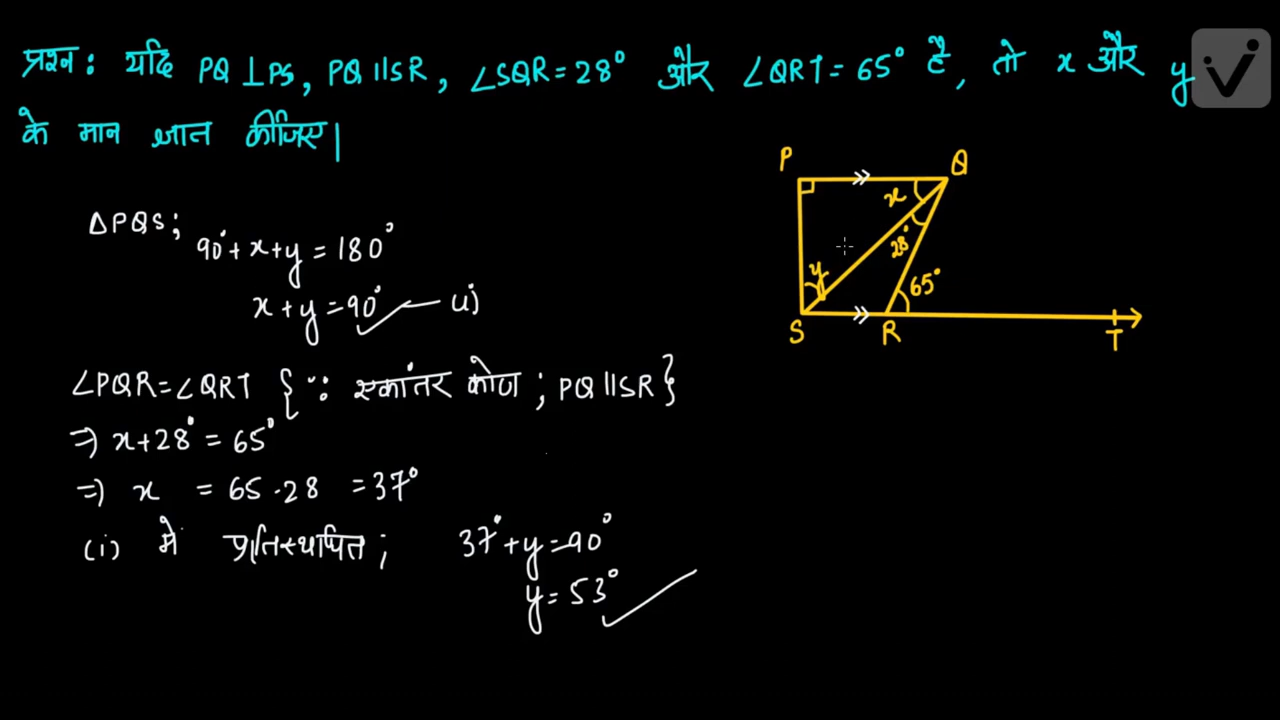 प्रश्न: यदि PQ ⊥ PS, PQ || SR, ∠SQR = 28° और ∠QRT = 65° है, तो x और y
के मान ज्ञात कीजिए।
P
Q
x
28°
y
65°
S
R
T
∆PQS;
90° + x + y = 180°
x + y = 90° ← (i)
∠PQR = ∠QRT {∵ एकांतर कोण ; PQ || SR}
⇒ x + 28° = 65°
⇒ x = 65 - 28 = 37°
(i) में प्रतिस्थापित ; 37° + y = 90°
y = 53°